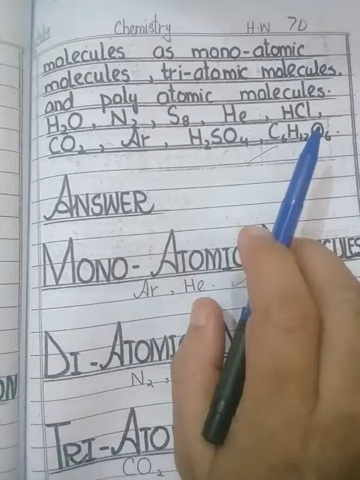 Chemistry H.W 70
molecules as mono-atomic
molecules, tri-atomic molecules.
and poly atomic molecules.
H₂O, N₂, S₈, He, HCl,
CO₂, Ar, H₂SO₄, C₆H₁₂O₆
ANSWER
MONO-ATOMIC MOLECULES
Ar, He.
DI-ATOMIC
N₂,
TRI-ATO
CO₂